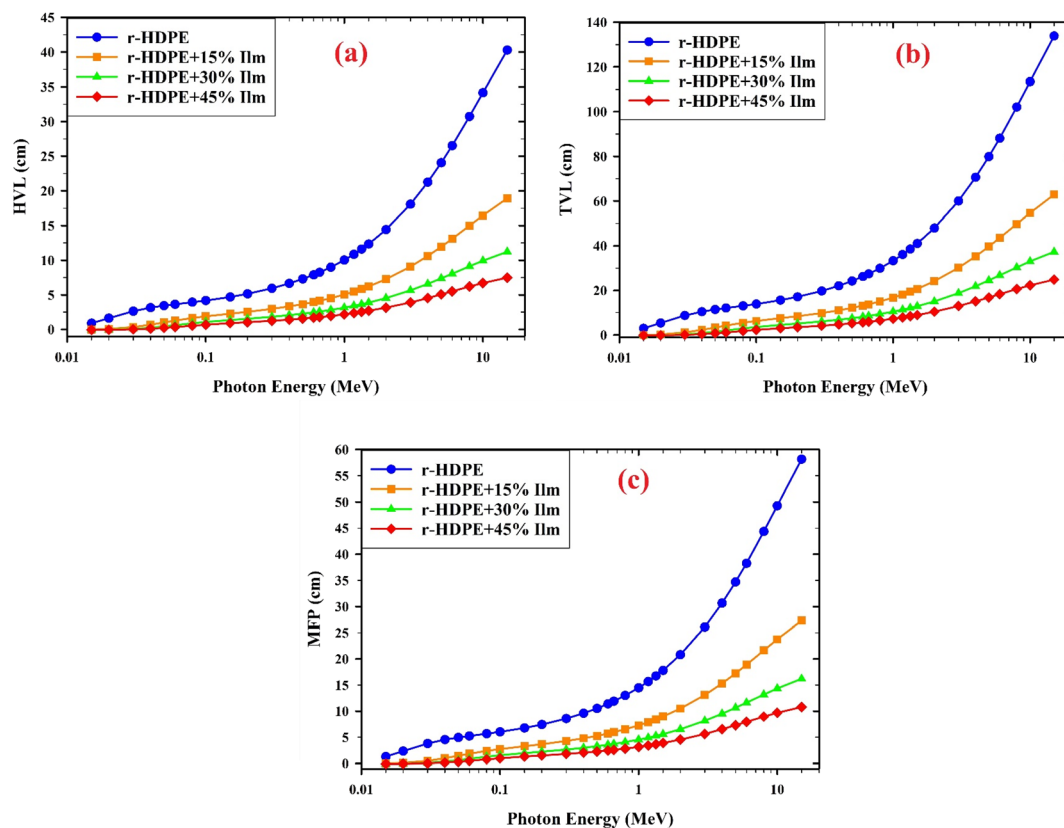 (a)
r-HDPE
r-HDPE+15% Ilm
r-HDPE+30% Ilm
r-HDPE+45% Ilm
HVL (cm)
45
40
35
30
25
20
15
10
5
0
0.01
0.1
1
10
Photon Energy (MeV)
(b)
r-HDPE
r-HDPE+15% Ilm
r-HDPE+30% Ilm
r-HDPE+45% Ilm
TVL (cm)
140
120
100
80
60
40
20
0
0.01
0.1
1
10
Photon Energy (MeV)
(c)
r-HDPE
r-HDPE+15% Ilm
r-HDPE+30% Ilm
r-HDPE+45% Ilm
MFP (cm)
60
55
50
45
40
35
30
25
20
15
10
5
0
0.01
0.1
1
10
Photon Energy (MeV)